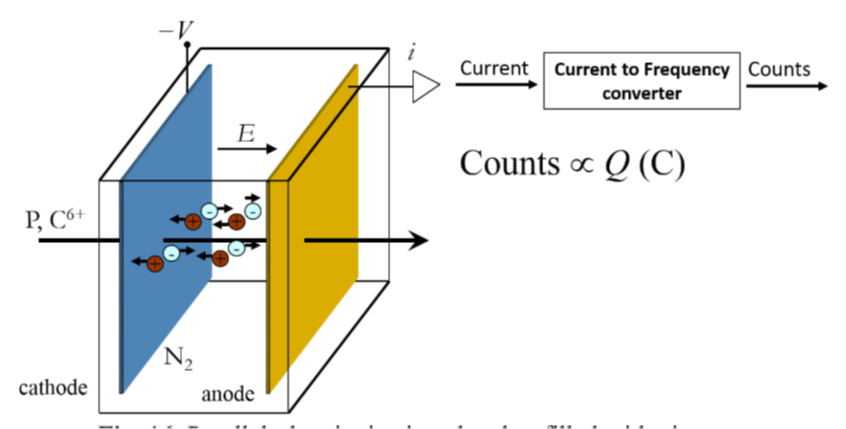 −V
i
Current
Current to Frequency
converter
Counts
E
Counts ∝ Q (C)
P, C⁶⁺
+ - + -
+ - + -
N₂
cathode
anode